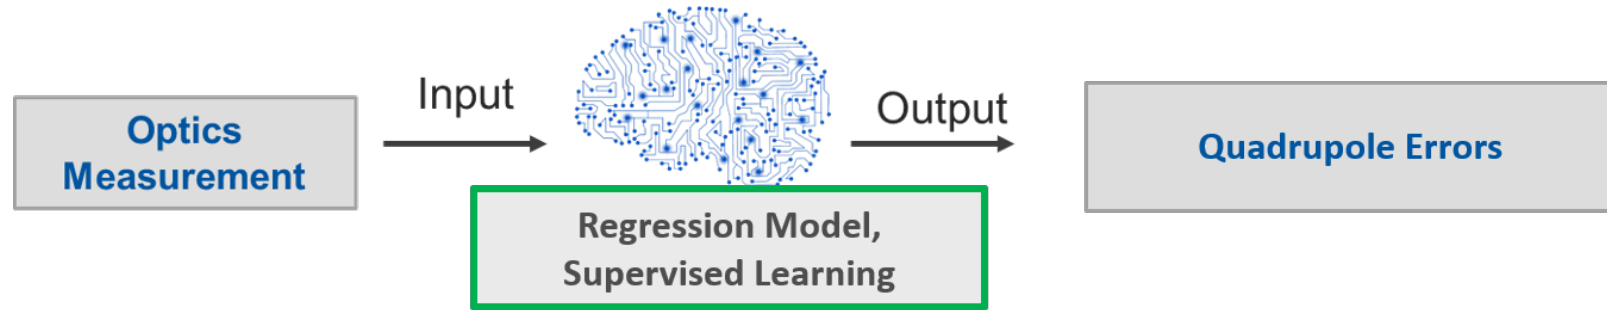 Optics
Measurement
Input
Regression Model,
Supervised Learning
Output
Quadrupole Errors